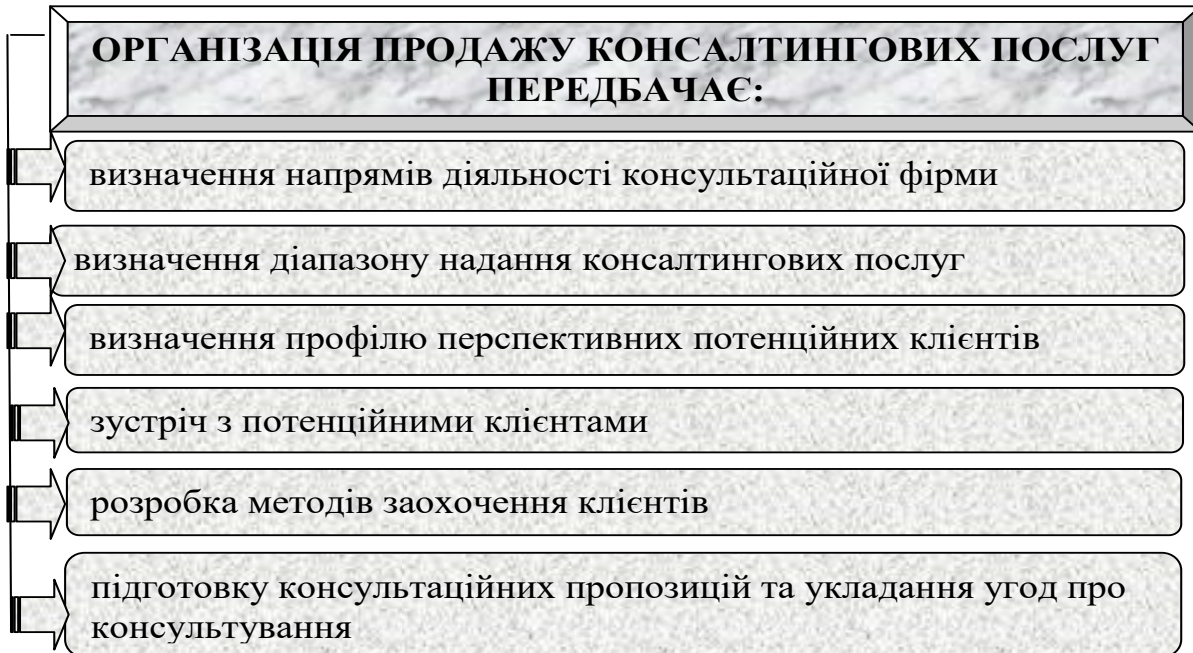 ОРГАНІЗАЦІЯ ПРОДАЖУ КОНСАЛТИНГОВИХ ПОСЛУГ
ПЕРЕДБАЧАЄ:
визначення напрямів діяльності консультаційної фірми
визначення діапазону надання консалтингових послуг
визначення профілю перспективних потенційних клієнтів
зустріч з потенційними клієнтами
розробка методів заохочення клієнтів
підготовку консультаційних пропозицій та укладання угод про
консультування